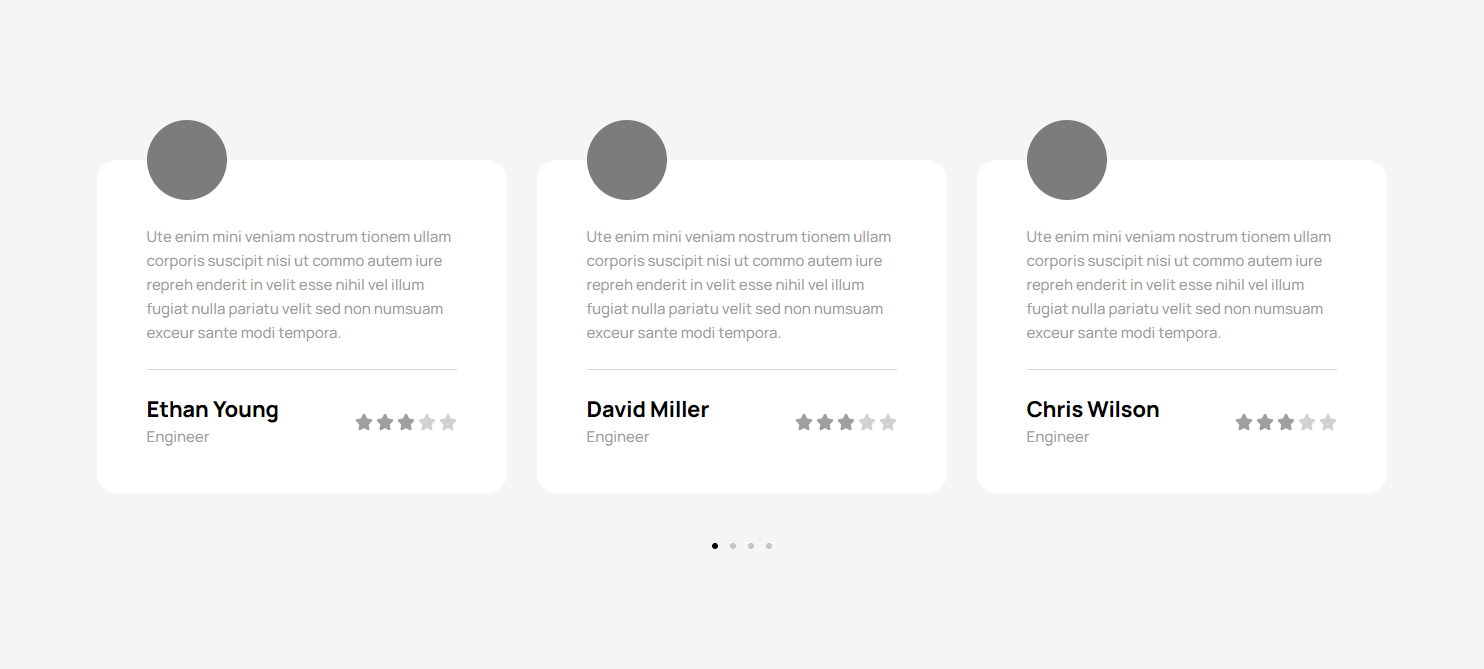 Ute enim mini veniam nostrum tionem ullam
corporis suscipit nisi ut commo autem iure
repreh enderit in velit esse nihil vel illum
fugiat nulla pariatu velit sed non numsuam
exceur sante modi tempora.
Ethan Young
Engineer
Ute enim mini veniam nostrum tionem ullam
corporis suscipit nisi ut commo autem iure
repreh enderit in velit esse nihil vel illum
fugiat nulla pariatu velit sed non numsuam
exceur sante modi tempora.
David Miller
Engineer
Ute enim mini veniam nostrum tionem ullam
corporis suscipit nisi ut commo autem iure
repreh enderit in velit esse nihil vel illum
fugiat nulla pariatu velit sed non numsuam
exceur sante modi tempora.
Chris Wilson
Engineer